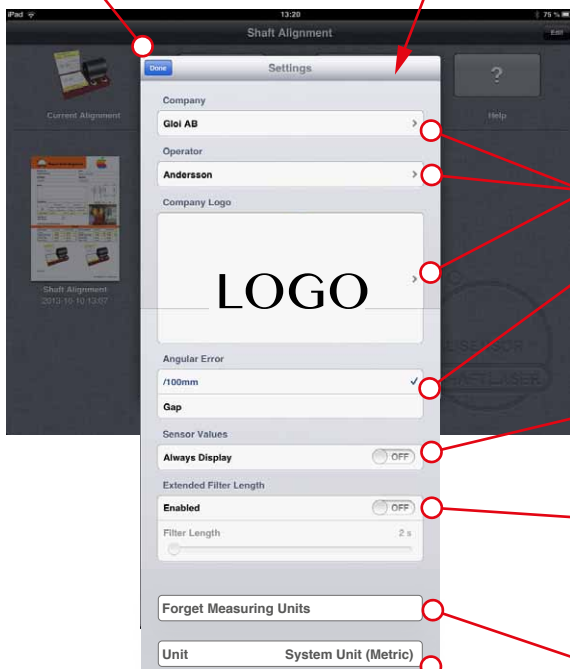 iPad
13:20
75 %
Shaft Alignment
Edit
Done
Settings
Current Alignment
?
Help
Company
Gloi AB
Operator
Andersson
Company Logo
LOGO
Shaft Alignment
2013-10-10 13:07
Angular Error
/100mm
Gap
Sensor Values
Always Display
OFF
Extended Filter Length
Enabled
OFF
Filter Length
2 s
Forget Measuring Units
Unit
System Unit (Metric)